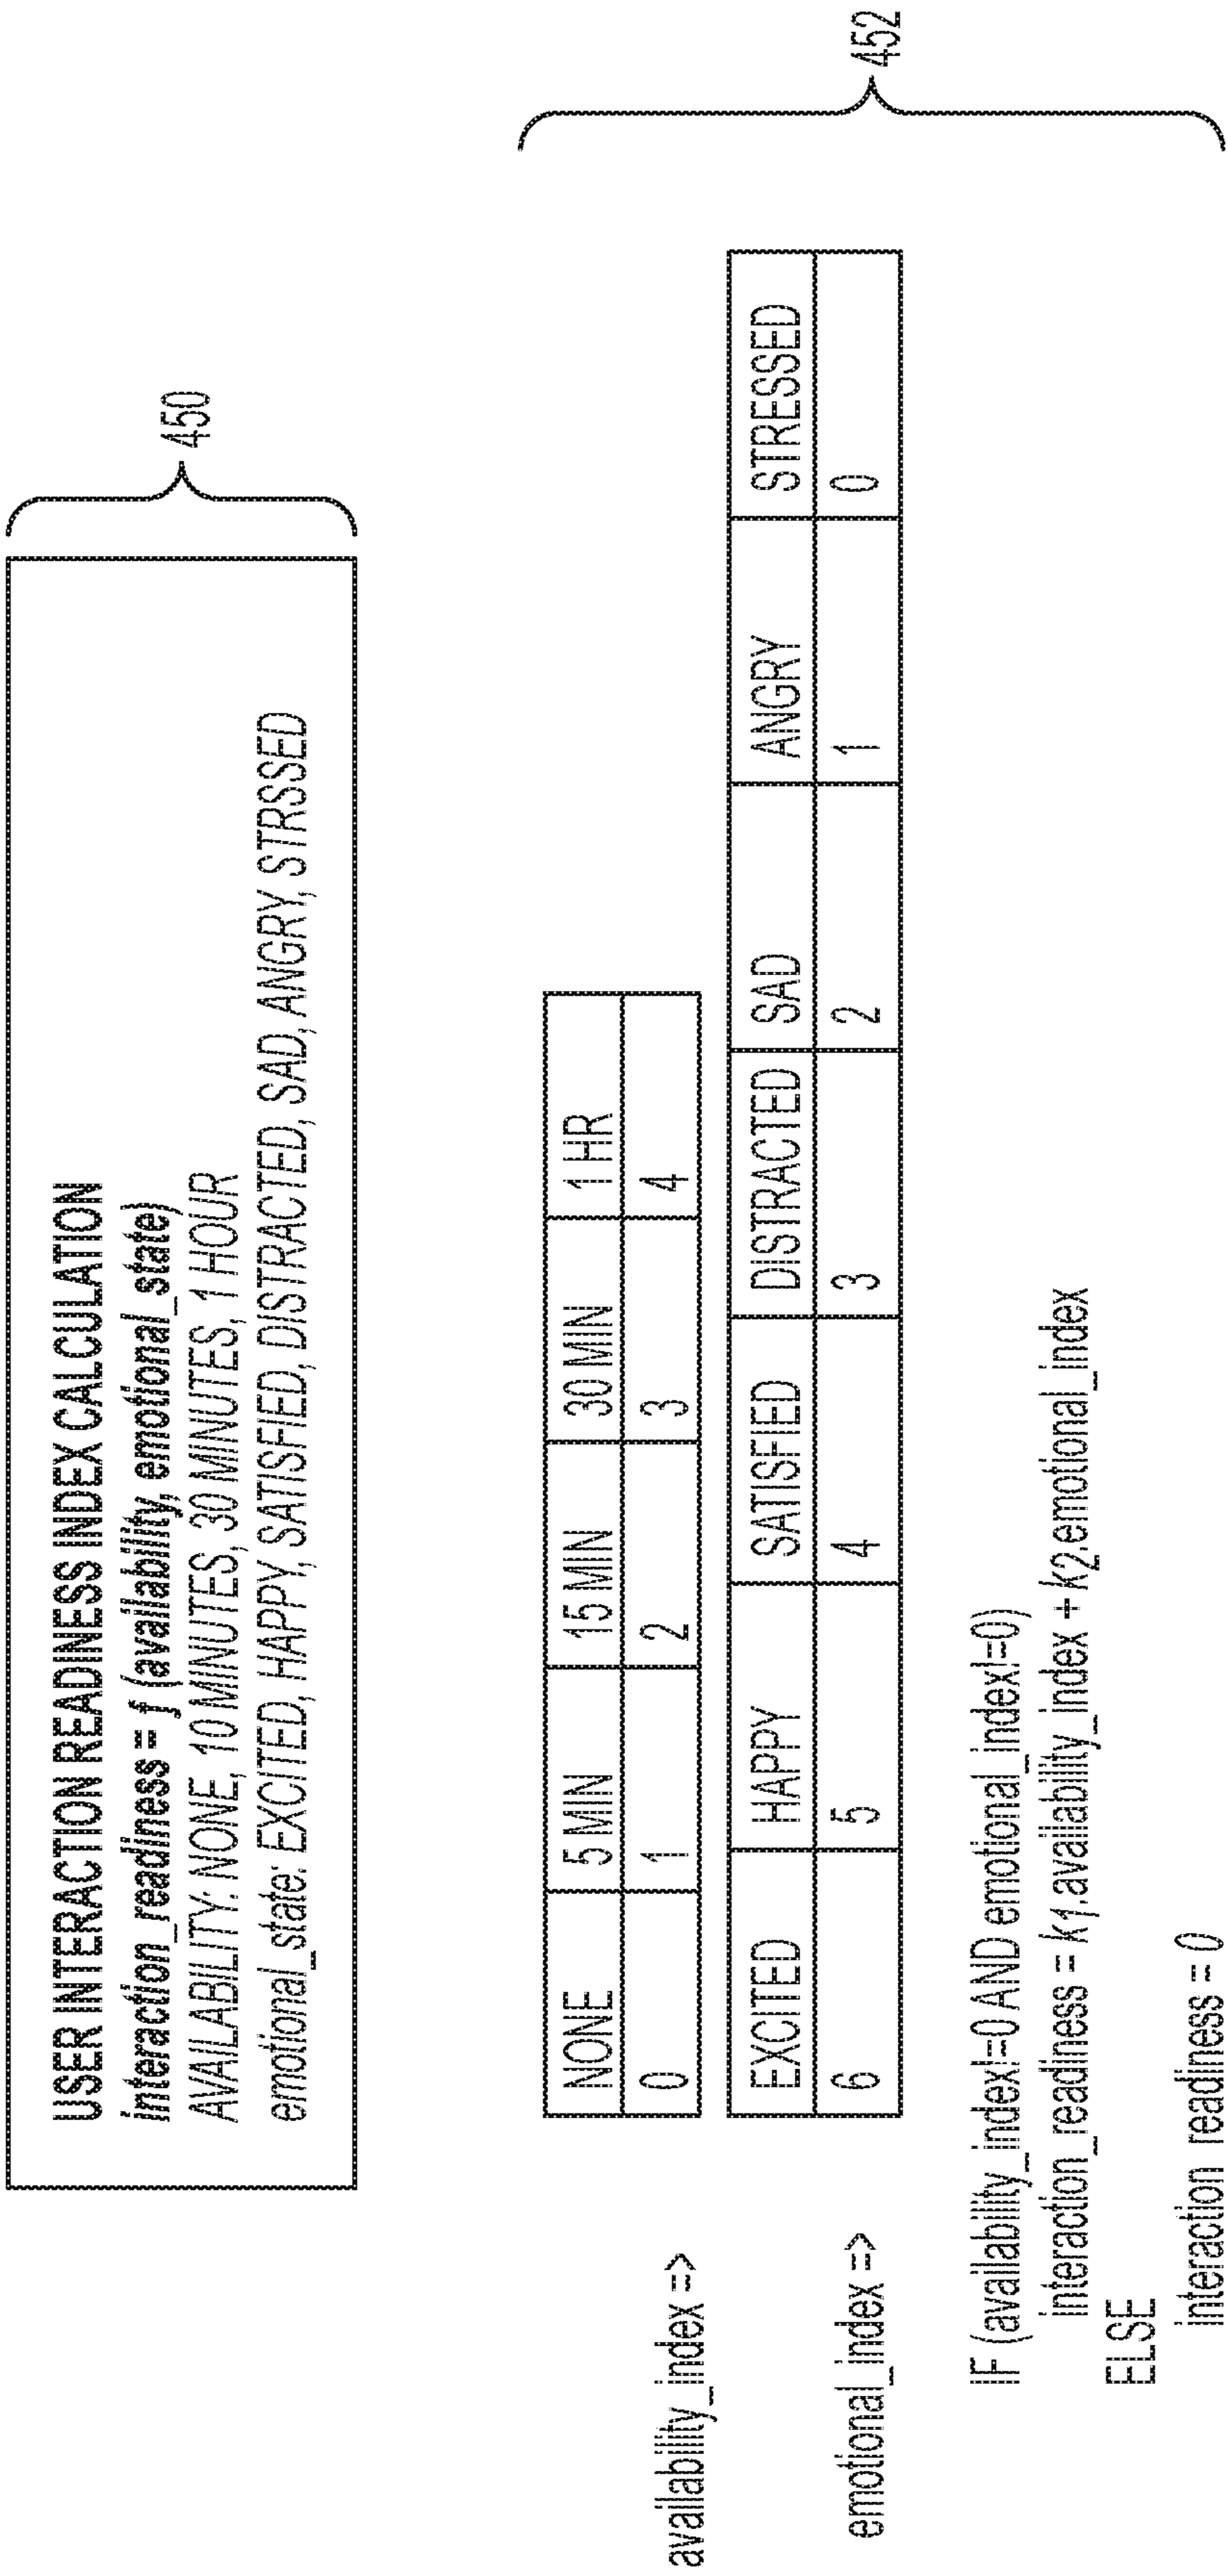 USER INTERACTION READINESS INDEX CALCULATION
interaction_readiness = f (availability, emotional_state)
AVAILABILITY: NONE, 10 MINUTES, 30 MINUTES, 1 HOUR
emotional_state: EXCITED, HAPPY, SATISFIED, DISTRACTED, SAD, ANGRY, STRSSED
450
NONE 5 MIN 15 MIN 30 MIN 1 HR
availability_index => 0 1 2 3 4
EXCITED HAPPY SATISFIED DISTRACTED SAD ANGRY STRESSED
emotional_index => 6 5 4 3 2 1 0
IF (availability_index!=0 AND emotional_index!=0)
interaction_readiness = k1.availability_index + k2.emotional_index
ELSE
interaction_readiness = 0
452